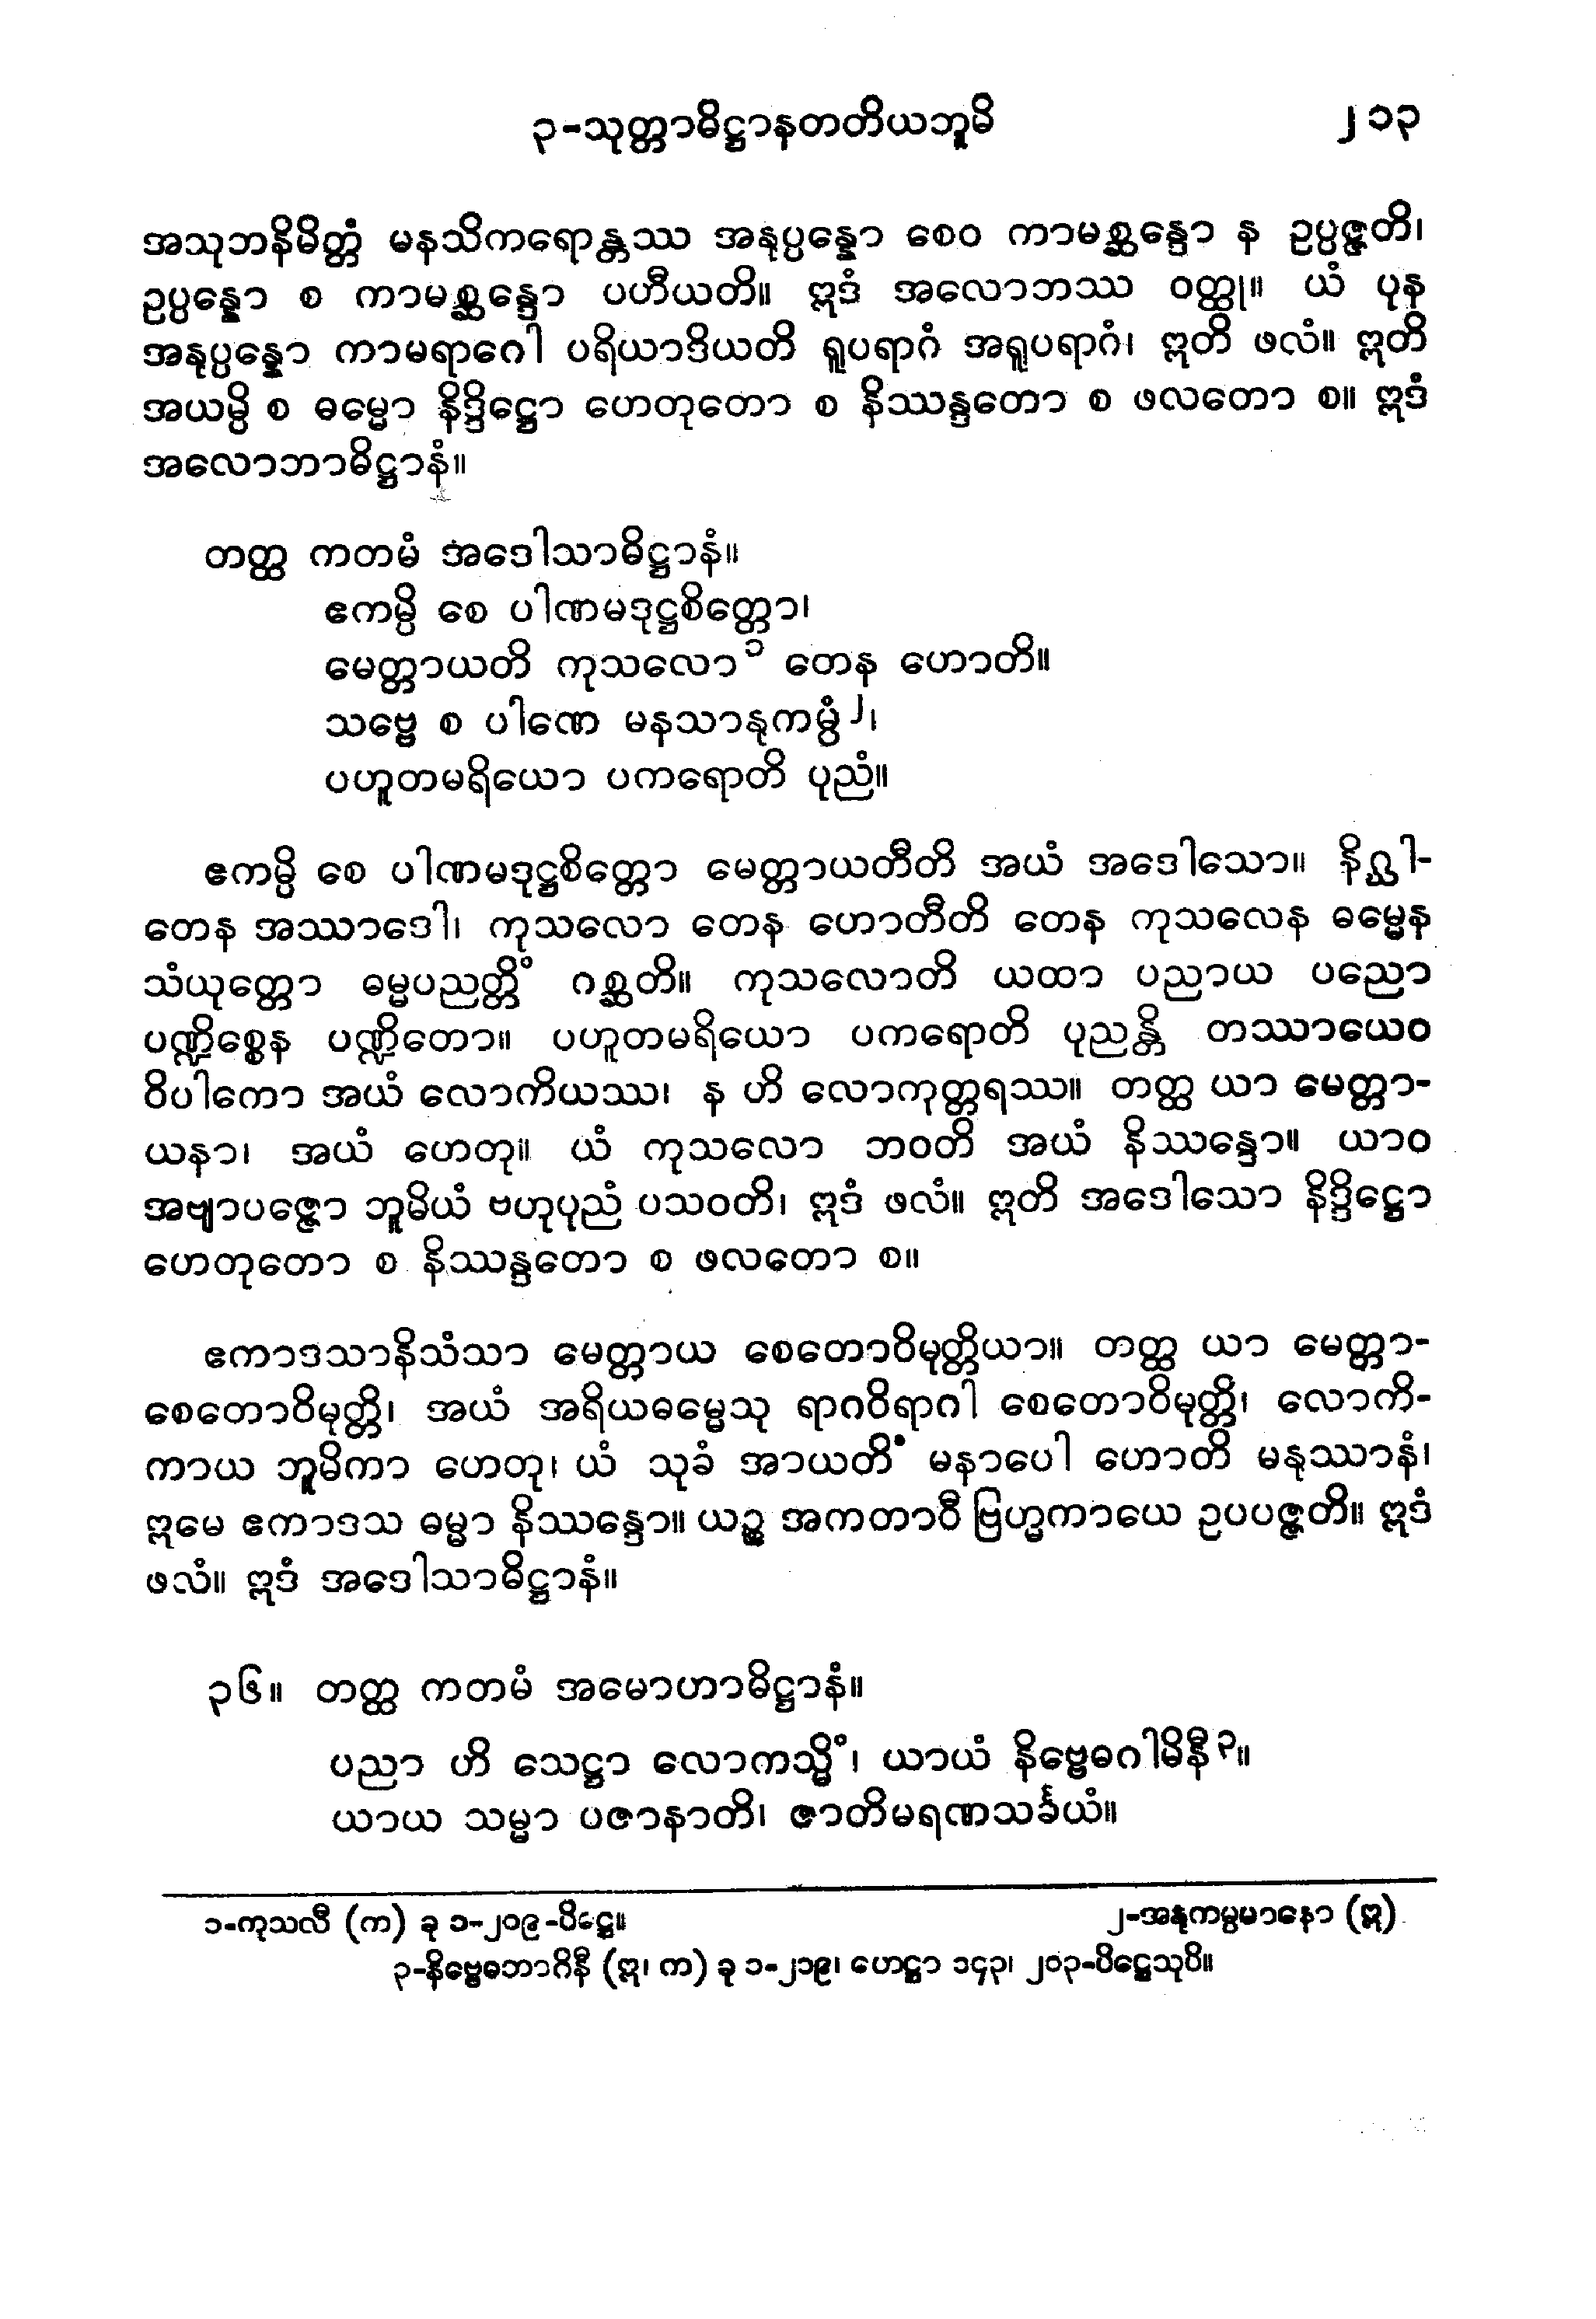 ၃-သုတ္တာဓိဋ္ဌာနတတိယဘူမိ ၂၁၃
အသုဘနိမိတ္တံ မနသိကရောန္တဿ အနုပ္ပန္နော စေဝ ကာမစ္ဆန္ဒော န ဥပ္ပဇ္ဇတိ၊
ဥပ္ပန္နော စ ကာမစ္ဆန္ဒော ပဟီယတိ။ ဣဒံ အလောဘဿ ဝတ္ထု။ ယံ ပုန
အနုပ္ပန္နော ကာမရာဂေါ ပရိယာဒိယတိ ရူပရာဂံ အရူပရာဂံ၊ ဣတိ ဖလံ။ ဣတိ
အယမ္ပိ စ ဓမ္မော နိဒ္ဒိဋ္ဌော ဟေတုတော စ နိဿန္ဒတော စ ဖလတော စ။ ဣဒံ
အလောဘာဓိဋ္ဌာနံ။
တတ္ထ ကတမံ အဒေါသာဓိဋ္ဌာနံ။
ဧကမ္ပိ စေ ပါဏမဒုဋ္ဌစိတ္တော၊
မေတ္တာယတိ ကုသလော၁ တေန ဟောတိ။
သဗ္ဗေ စ ပါဏေ မနသာနုကမ္ပံ၂၊
ပဟူတမရိယော ပကရောတိ ပုညံ။
ဧကမ္ပိ စေ ပါဏမဒုဋ္ဌစိတ္တော မေတ္တာယတီတိ အယံ အဒေါသော။ နိဂ္ဃါ-
တေန အဿာဒေါ၊ ကုသလော တေန ဟောတီတိ တေန ကုသလေန ဓမ္မေန
သံယုတ္တော ဓမ္မပညတ္တိံ ဂစ္ဆတိ။ ကုသလောတိ ယထာ ပညာယ ပညော
ပဏ္ဍိစ္စေန ပဏ္ဍိတော။ ပဟူတမရိယော ပကရောတိ ပုညန္တိ တဿာယေဝ
ဝိပါကော အယံ လောကိယဿ၊ န ဟိ လောကုတ္တရဿ။ တတ္ထ ယာ မေတ္တာ-
ယနာ၊ အယံ ဟေတု။ ယံ ကုသလော ဘဝတိ အယံ နိဿန္ဒော။ ယာဝ
အဗျာပဇ္ဇော ဘူမိယံ ဗဟုပုညံ ပသဝတိ၊ ဣဒံ ဖလံ။ ဣတိ အဒေါသော နိဒ္ဒိဋ္ဌော
ဟေတုတော စ နိဿန္ဒတော စ ဖလတော စ။
ဧကာဒသာနိသံသာ မေတ္တာယ စေတောဝိမုတ္တိယာ။ တတ္ထ ယာ မေတ္တာ-
စေတောဝိမုတ္တိ၊ အယံ အရိယဓမ္မေသု ရာဂဝိရာဂါ စေတောဝိမုတ္တိ၊ လောကိ-
ကာယ ဘူမိကာ ဟေတု၊ ယံ သုခံ အာယတိံ မနာပေါ ဟောတိ မနုဿာနံ၊
ဣမေ ဧကာဒသ ဓမ္မာ နိဿန္ဒော။ ယဉ္စ အကတာဝီ ဗြဟ္မကာယေ ဥပပဇ္ဇတိ။ ဣဒံ
ဖလံ။ ဣဒံ အဒေါသာဓိဋ္ဌာနံ။
၃၆။ တတ္ထ ကတမံ အမောဟာဓိဋ္ဌာနံ။
ပညာ ဟိ သေဋ္ဌာ လောကသ္မိံ၊ ယာယံ နိဗ္ဗေဓဂါမိနီ၃။
ယာယ သမ္မာ ပဇာနာတိ၊ ဇာတိမရဏသင်္ခယံ။
၁-ကုသလီ (က) ခု ၁-၂၀၉-ပိဋ္ဌေ။ ၂-အနုကမ္ပမာနော (ဣ)
၃-နိဗ္ဗေဓဘာဂိနီ (ဣ၊ က) ခု ၁-၂၁၉၊ ဟေဋ္ဌာ ၁၄၃၊ ၂၀၃-ပိဋ္ဌေသုပိ။